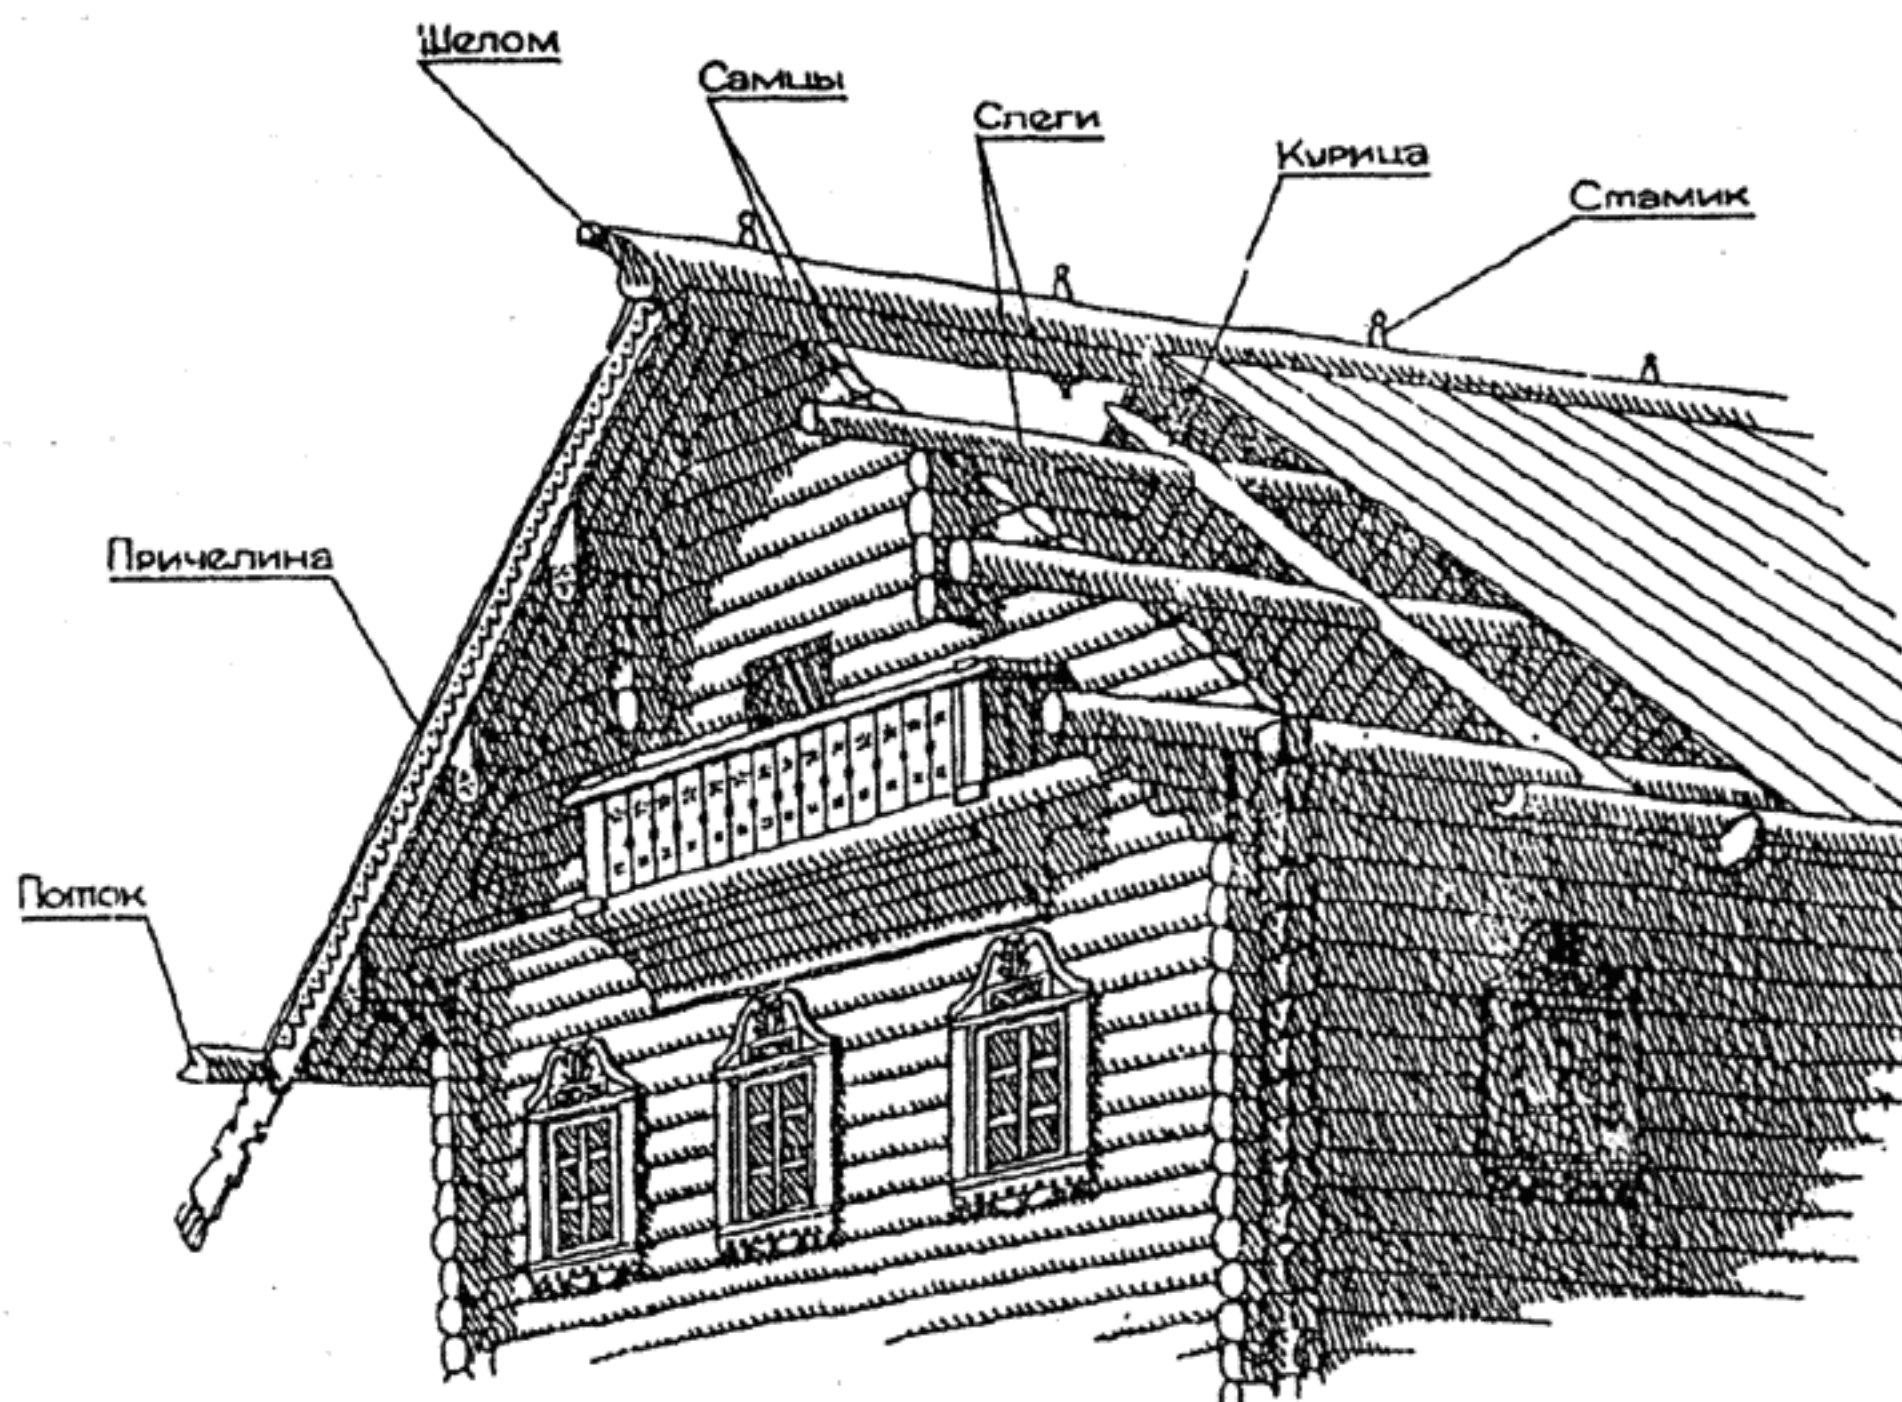 Шелом
Самцы
Слеги
Курица
Стамик
Причелина
Поток